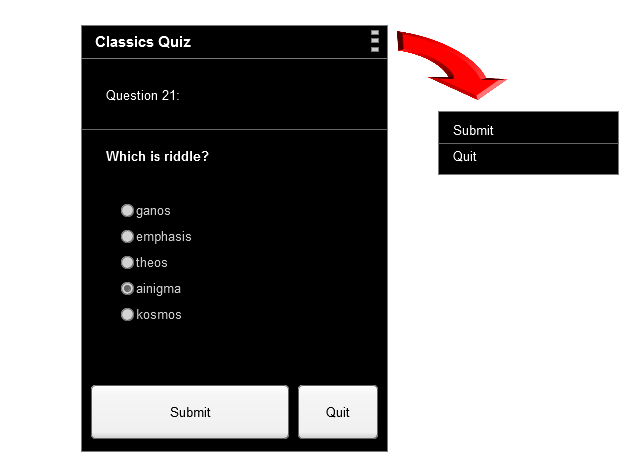 Classics Quiz
Question 21:
Which is riddle?
ganos
emphasis
theos
ainigma
kosmos
Submit
Quit
Submit
Quit